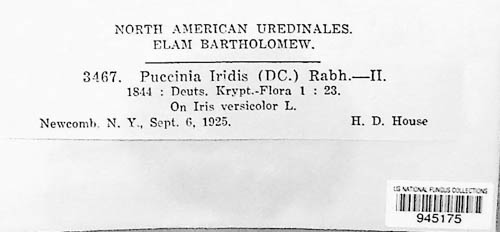 NORTH AMERICAN UREDINALES.
ELAM BARTHOLOMEW.
3467. Puccinia Iridis (DC.) Rabh.—II.
1844 : Deuts. Krypt.-Flora 1 : 23.
On Iris versicolor L.
Newcomb, N. Y., Sept. 6, 1925. H. D. House
US NATIONAL FUNGUS COLLECTIONS
945175